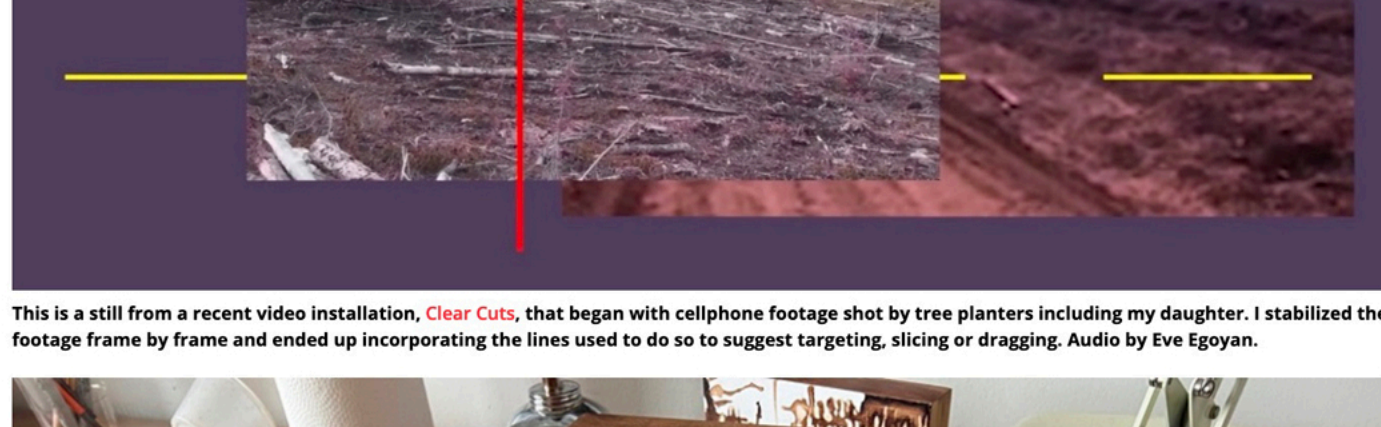 This is a still from a recent video installation, Clear Cuts, that began with cellphone footage shot by tree planters including my daughter. I stabilized the
footage frame by frame and ended up incorporating the lines used to do so to suggest targeting, slicing or dragging. Audio by Eve Egoyan.